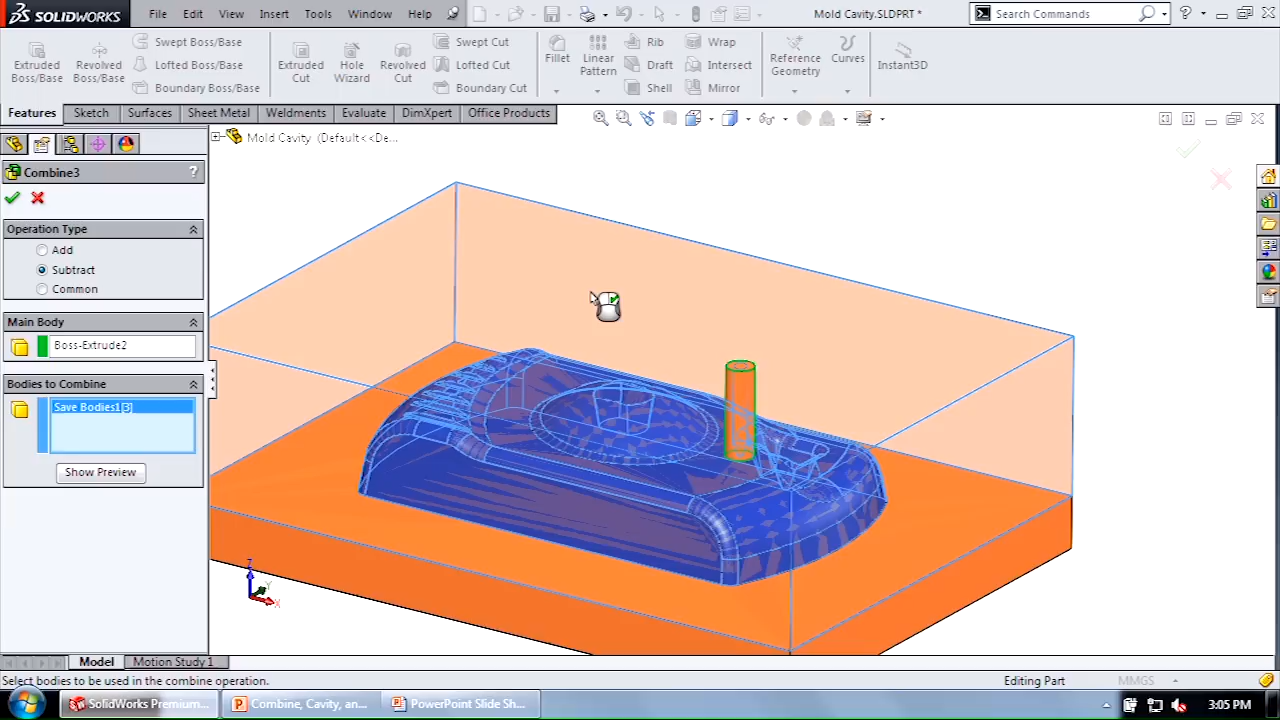 SOLIDWORKS File Edit View Insert Tools Window Help Mold Cavity.SLDPRT * Search Commands
Extruded Boss/Base
Revolved Boss/Base
Swept Boss/Base
Lofted Boss/Base
Boundary Boss/Base
Extruded Cut
Hole Wizard
Revolved Cut
Swept Cut
Lofted Cut
Boundary Cut
Fillet
Linear Pattern
Rib
Draft
Shell
Wrap
Intersect
Mirror
Reference Geometry
Curves
Instant3D
Features Sketch Surfaces Sheet Metal Weldments Evaluate DimXpert Office Products
Mold Cavity (Default<<De...
Combine3 ?
Operation Type
Add
Subtract
Common
Main Body
Boss-Extrude2
Bodies to Combine
Save Bodies1[3]
Show Preview
Z
Y
X
Model Motion Study 1
Select bodies to be used in the combine operation. Editing Part MMGS
SolidWorks Premium... Combine, Cavity, an... PowerPoint Slide Sh... 3:05 PM